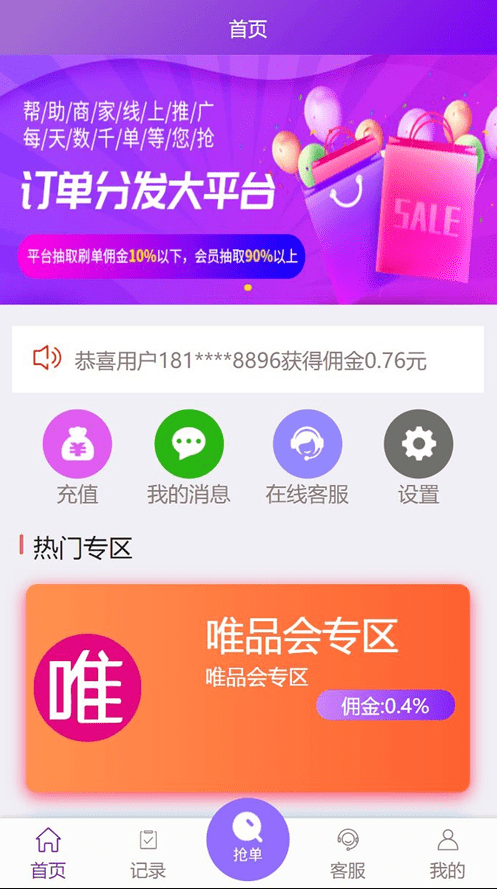 首页
帮/助/商/家/线/上/推/广
每/天/数/千/单/等/您/抢
订单分发大平台
SALE
平台抽取刷单佣金10%以下，会员抽取90%以上
恭喜用户181****8896获得佣金0.76元
充值 我的消息 在线客服 设置
热门专区
唯品会专区
唯
唯品会专区
佣金:0.4%
抢单
首页 记录 客服 我的